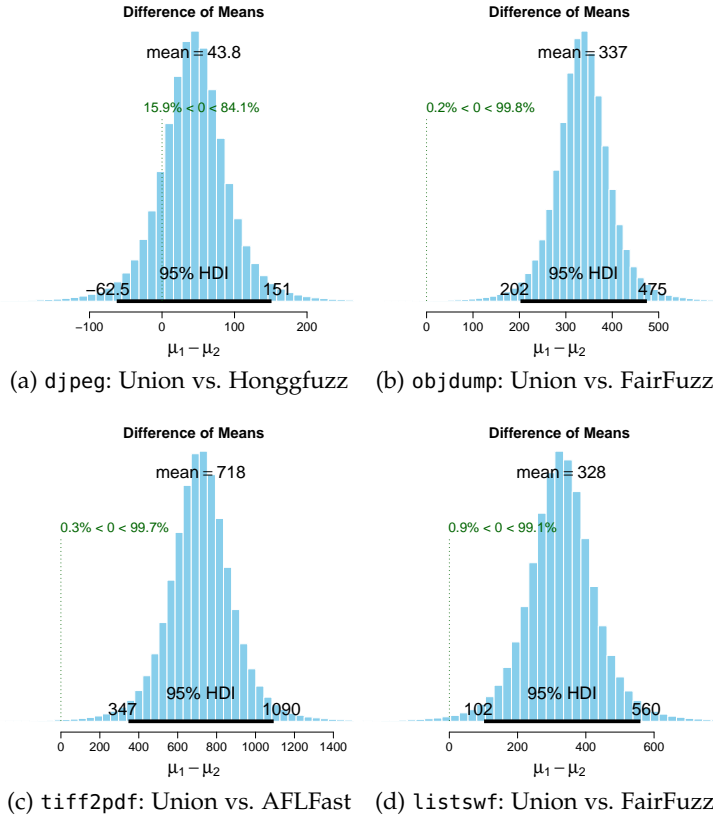 Difference of Means
mean = 43.8
15.9% < 0 < 84.1%
95% HDI
−62.5 151
−100 0 100 200
μ1 − μ2
(a) djpeg: Union vs. Honggfuzz
Difference of Means
mean = 337
0.2% < 0 < 99.8%
95% HDI
202 475
0 100 200 300 400 500
μ1 − μ2
(b) objdump: Union vs. FairFuzz
Difference of Means
mean = 718
0.3% < 0 < 99.7%
95% HDI
347 1090
0 200 400 600 800 1000 1200 1400
μ1 − μ2
(c) tiff2pdf: Union vs. AFLFast
Difference of Means
mean = 328
0.9% < 0 < 99.1%
95% HDI
102 560
0 200 400 600
μ1 − μ2
(d) listswf: Union vs. FairFuzz